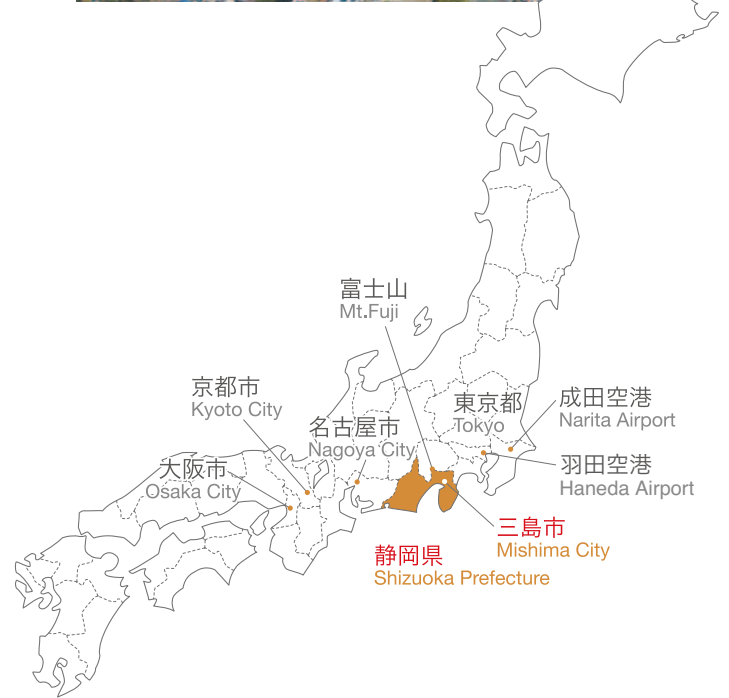 富士山
Mt.Fuji
京都市
Kyoto City
名古屋市
Nagoya City
東京都
Tokyo
成田空港
Narita Airport
大阪市
Osaka City
羽田空港
Haneda Airport
三島市
Mishima City
静岡県
Shizuoka Prefecture